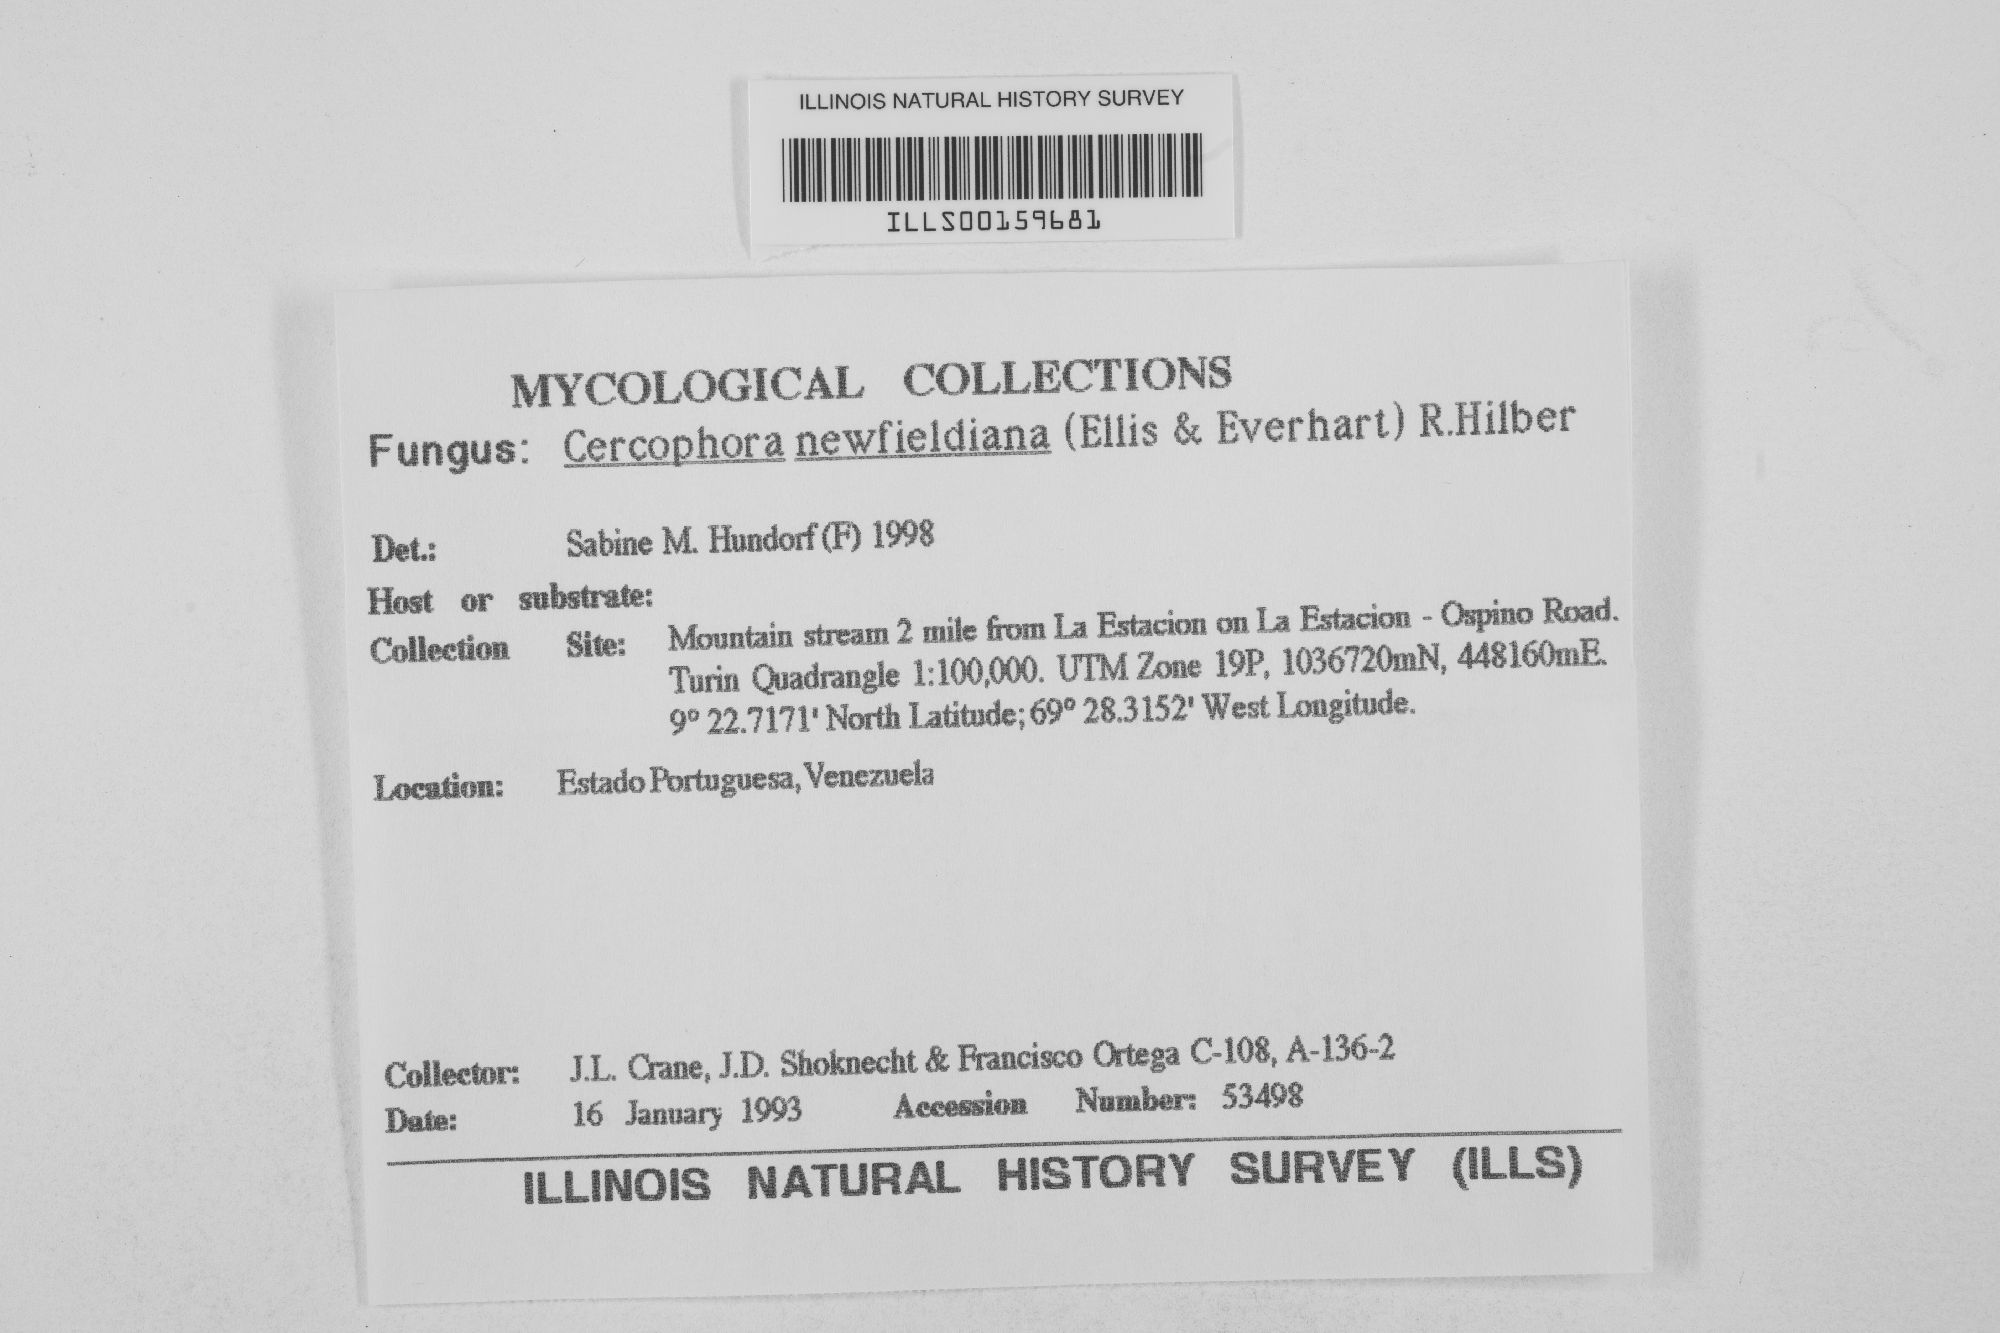 ILLINOIS NATURAL HISTORY SURVEY
ILLS00159681
MYCOLOGICAL COLLECTIONS
Fungus: Cercophora newfieldiana (Ellis & Everhart) R.Hilber
Det.: Sabine M. Hundorf (F) 1998
Host or substrate:
Collection Site: Mountain stream 2 mile from La Estacion on La Estacion - Ospino Road.
Turin Quadrangle 1:100,000. UTM Zone 19P, 1036720mN, 448160mE.
9° 22.7171' North Latitude; 69° 28.3152' West Longitude.
Location: Estado Portuguesa, Venezuela
Collector: J.L. Crane, J.D. Shoknecht & Francisco Ortega C-108, A-136-2
Date: 16 January 1993 Accession Number: 53498
ILLINOIS NATURAL HISTORY SURVEY (ILLS)